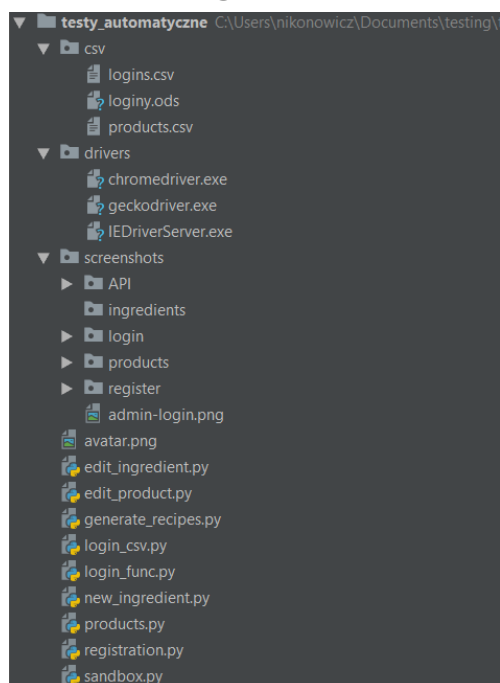 testy_automatyczne C:\Users\nikonowicz\Documents\testing\
csv
logins.csv
loginy.ods
products.csv
drivers
chromedriver.exe
geckodriver.exe
IEDriverServer.exe
screenshots
API
ingredients
login
products
register
admin-login.png
avatar.png
edit_ingredient.py
edit_product.py
generate_recipes.py
login_csv.py
login_func.py
new_ingredient.py
products.py
registration.py
sandbox.py